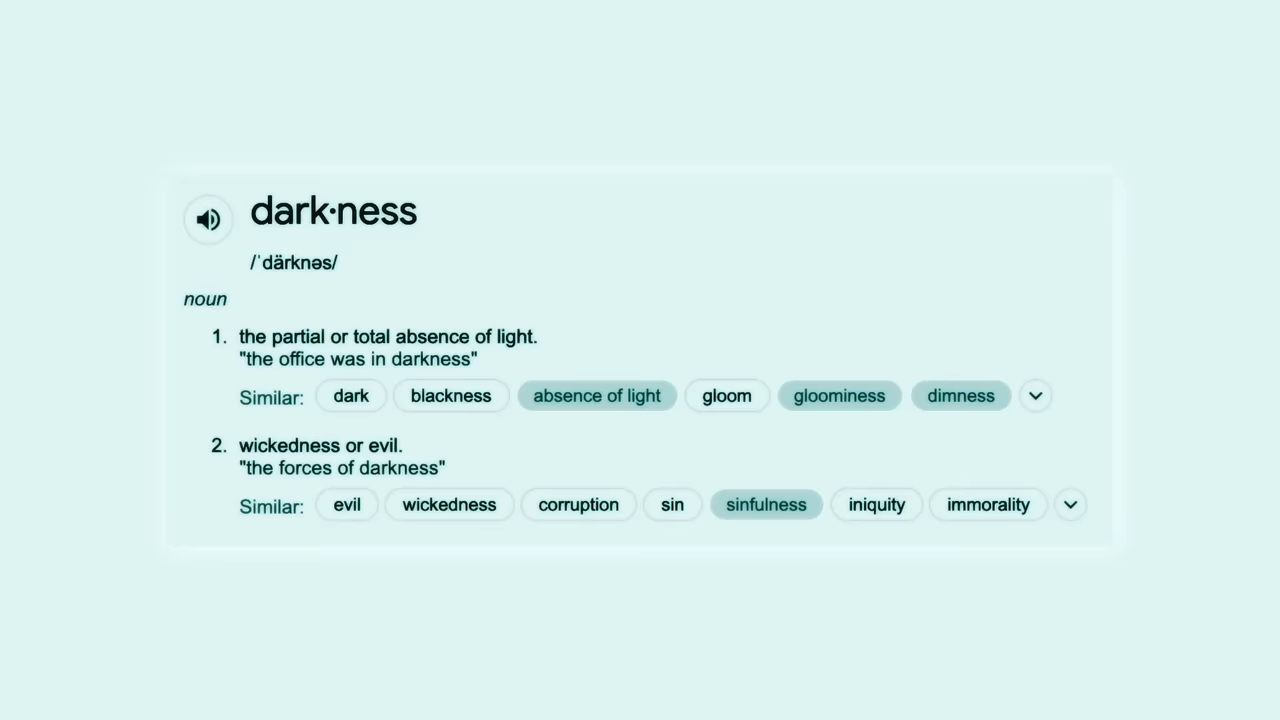 dark·ness
/ˈdärknəs/
noun
1. the partial or total absence of light.
"the office was in darkness"
Similar: dark blackness absence of light gloom gloominess dimness
2. wickedness or evil.
"the forces of darkness"
Similar: evil wickedness corruption sin sinfulness iniquity immorality